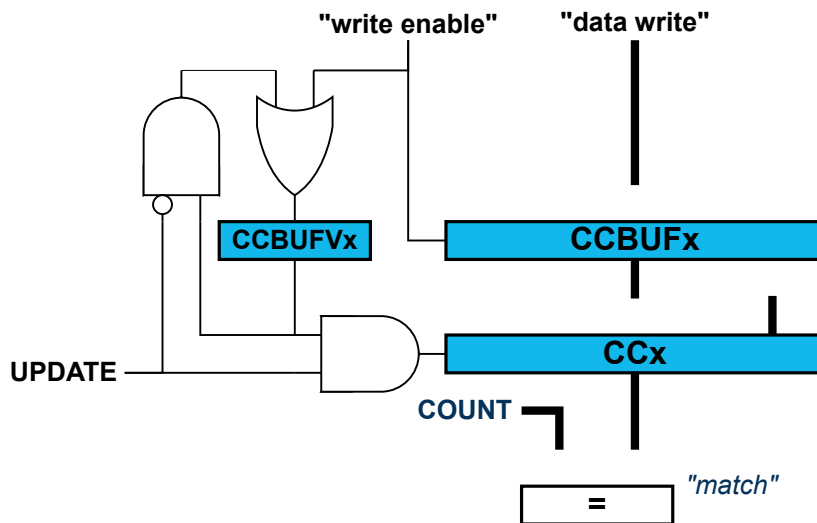 "write enable" "data write"
CCBUFVx CCBUFx
UPDATE CCx
COUNT
= "match"